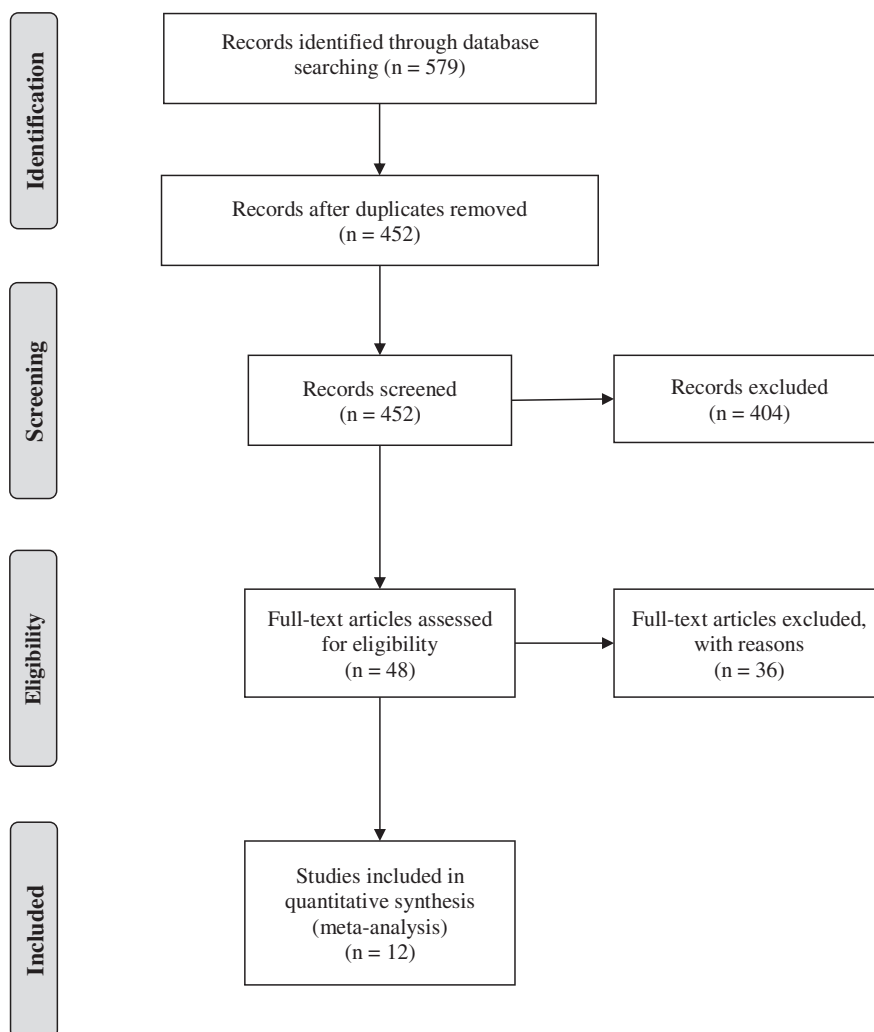 Identification
Records identified through database
searching (n = 579)
Records after duplicates removed
(n = 452)
Screening
Records screened
(n = 452)
Records excluded
(n = 404)
Eligibility
Full-text articles assessed
for eligibility
(n = 48)
Full-text articles excluded,
with reasons
(n = 36)
Included
Studies included in
quantitative synthesis
(meta-analysis)
(n = 12)